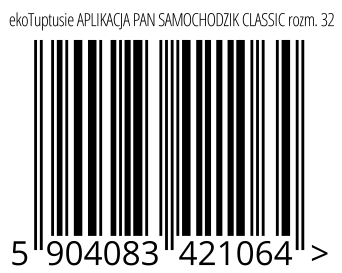 ekoTuptusie APLIKACJA PAN SAMOCHODZIK CLASSIC rozm. 32
5 904083 421064 >